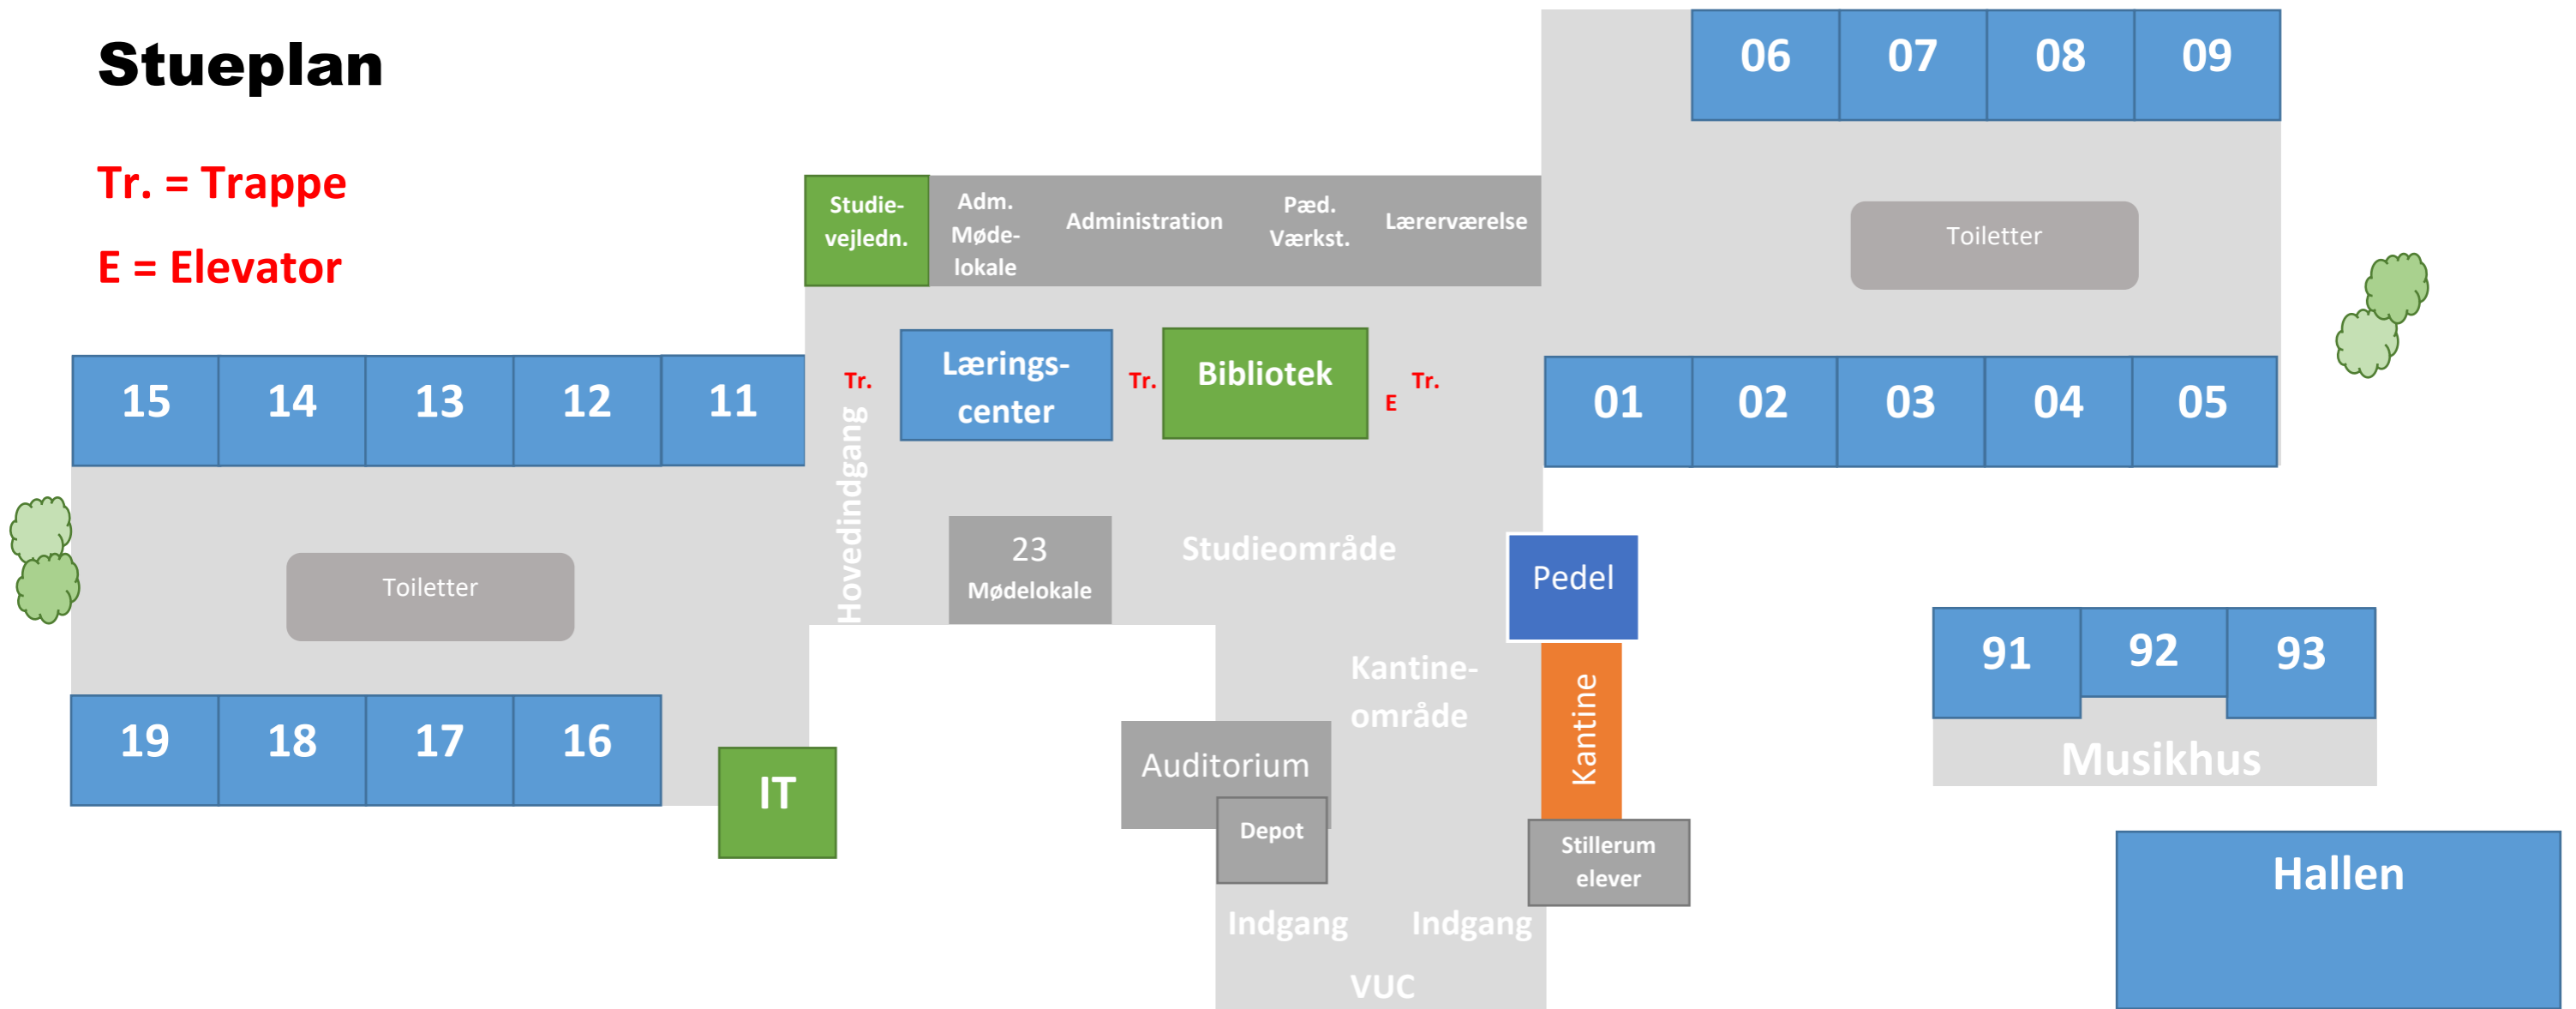 Stueplan
Tr. = Trappe
E = Elevator
06 07 08 09
Studie-
vejledn.
Adm.
Møde-
lokale
Administration
Pæd.
Værkst.
Lærerværelse
Toiletter
15 14 13 12 11
Tr.
Lærings-
center
Tr.
Bibliotek
E
Tr.
01 02 03 04 05
Hovedindgang
23
Mødelokale
Studieområde
Pedel
Toiletter
Kantine-
område
Kantine
91 92 93
Musikhus
19 18 17 16
IT
Auditorium
Depot
Stillerum
elever
Hallen
Indgang Indgang
VUC